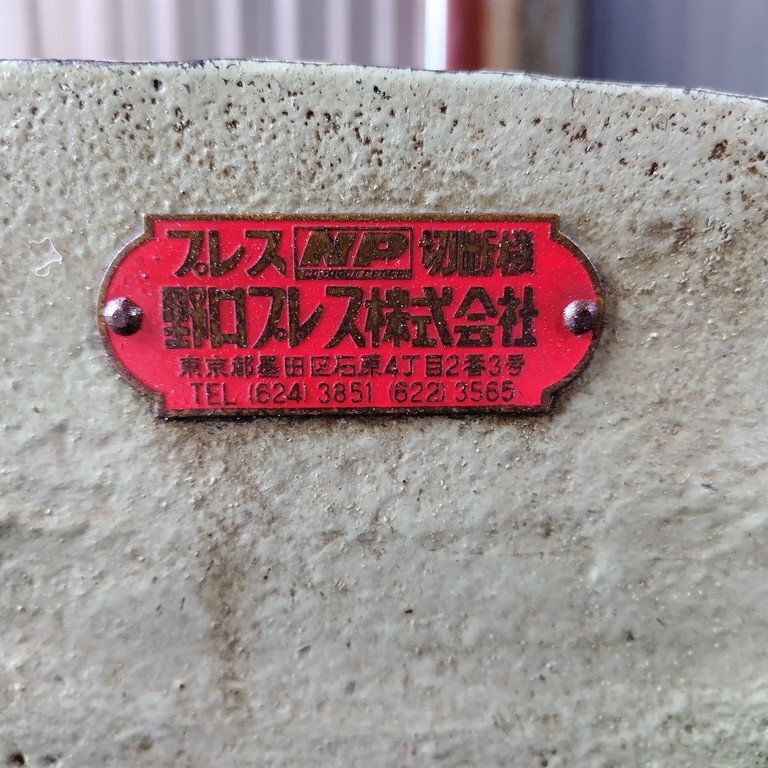 プレス NP 切断機
野口プレス株式会社
東京都墨田区石原4丁目2番3号
TEL (624) 3851 (622) 3565